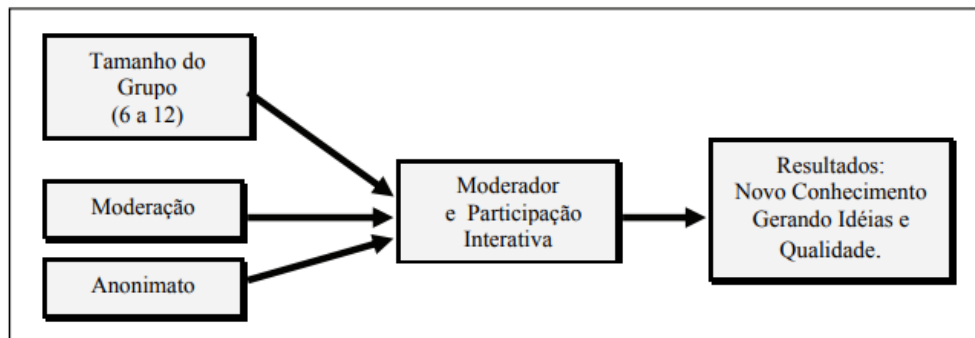 Tamanho do
Grupo
(6 a 12)
Moderação
Anonimato
Moderador
e Participação
Interativa
Resultados:
Novo Conhecimento
Gerando Idéias e
Qualidade.